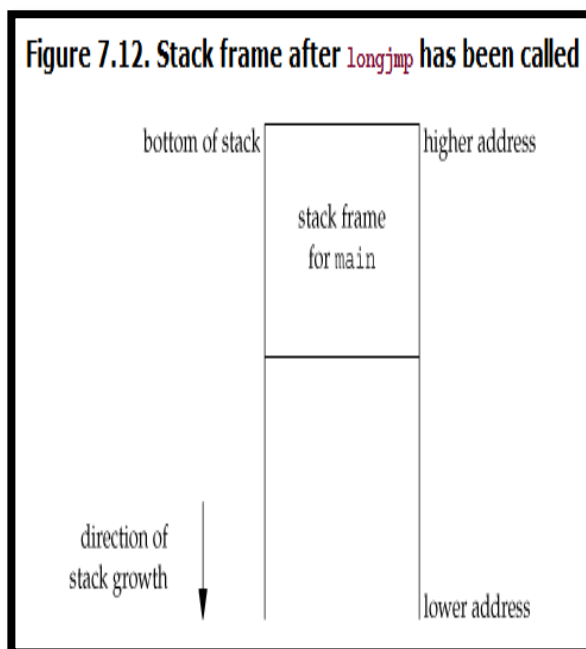 Figure 7.12. Stack frame after longjmp has been called
bottom of stack
higher address
stack frame
for main
direction of
stack growth
lower address